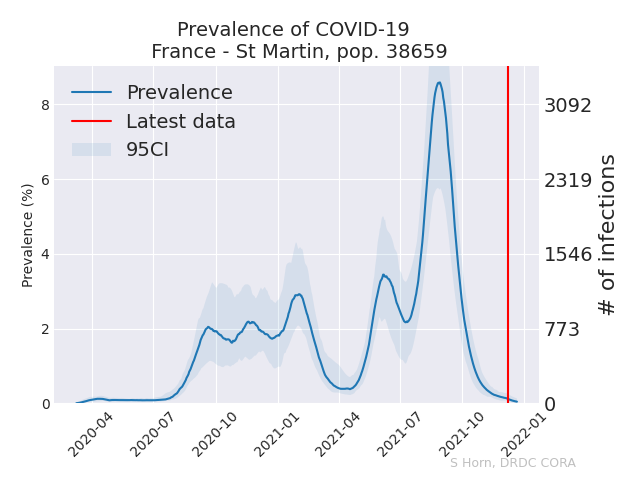 Prevalence of COVID-19
France - St Martin, pop. 38659
Prevalence
Latest data
95CI
Prevalence (%)
8
6
4
2
0
3092
2319
1546
773
0
# of infections
2020-04
2020-07
2020-10
2021-01
2021-04
2021-07
2021-10
2022-01
S Horn, DRDC CORA